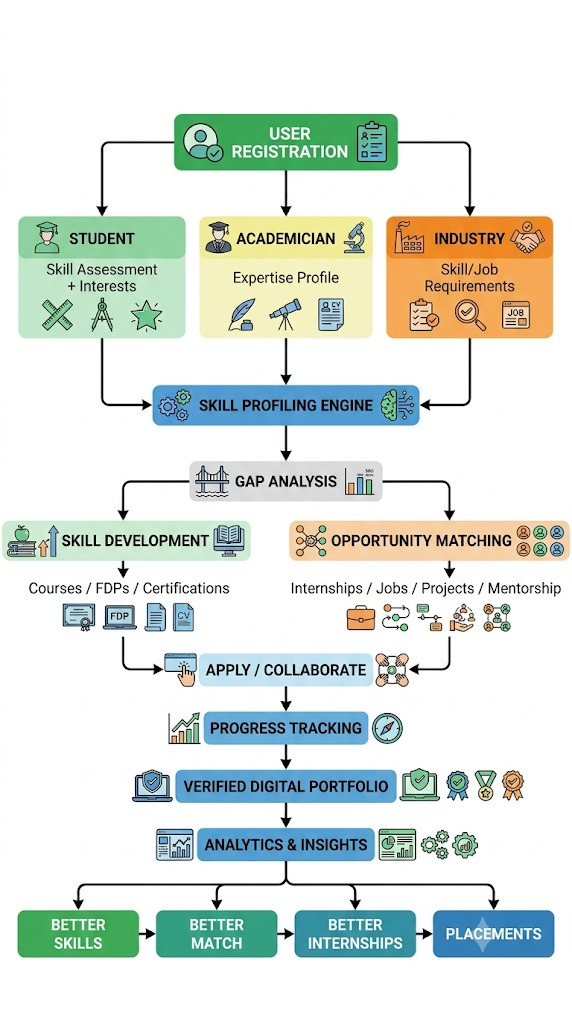 USER
REGISTRATION
STUDENT
Skill Assessment
+ Interests
ACADEMICIAN
Expertise Profile
CV
INDUSTRY
Skill/Job
Requirements
JOB
SKILL PROFILING ENGINE
GAP ANALYSIS
SKILL DEVELOPMENT
Courses / FDPs / Certifications
FDP
CV
OPPORTUNITY MATCHING
Internships / Jobs / Projects / Mentorship
APPLY / COLLABORATE
PROGRESS TRACKING
VERIFIED DIGITAL PORTFOLIO
ANALYTICS & INSIGHTS
BETTER
SKILLS
BETTER
MATCH
BETTER
INTERNSHIPS
PLACEMENTS